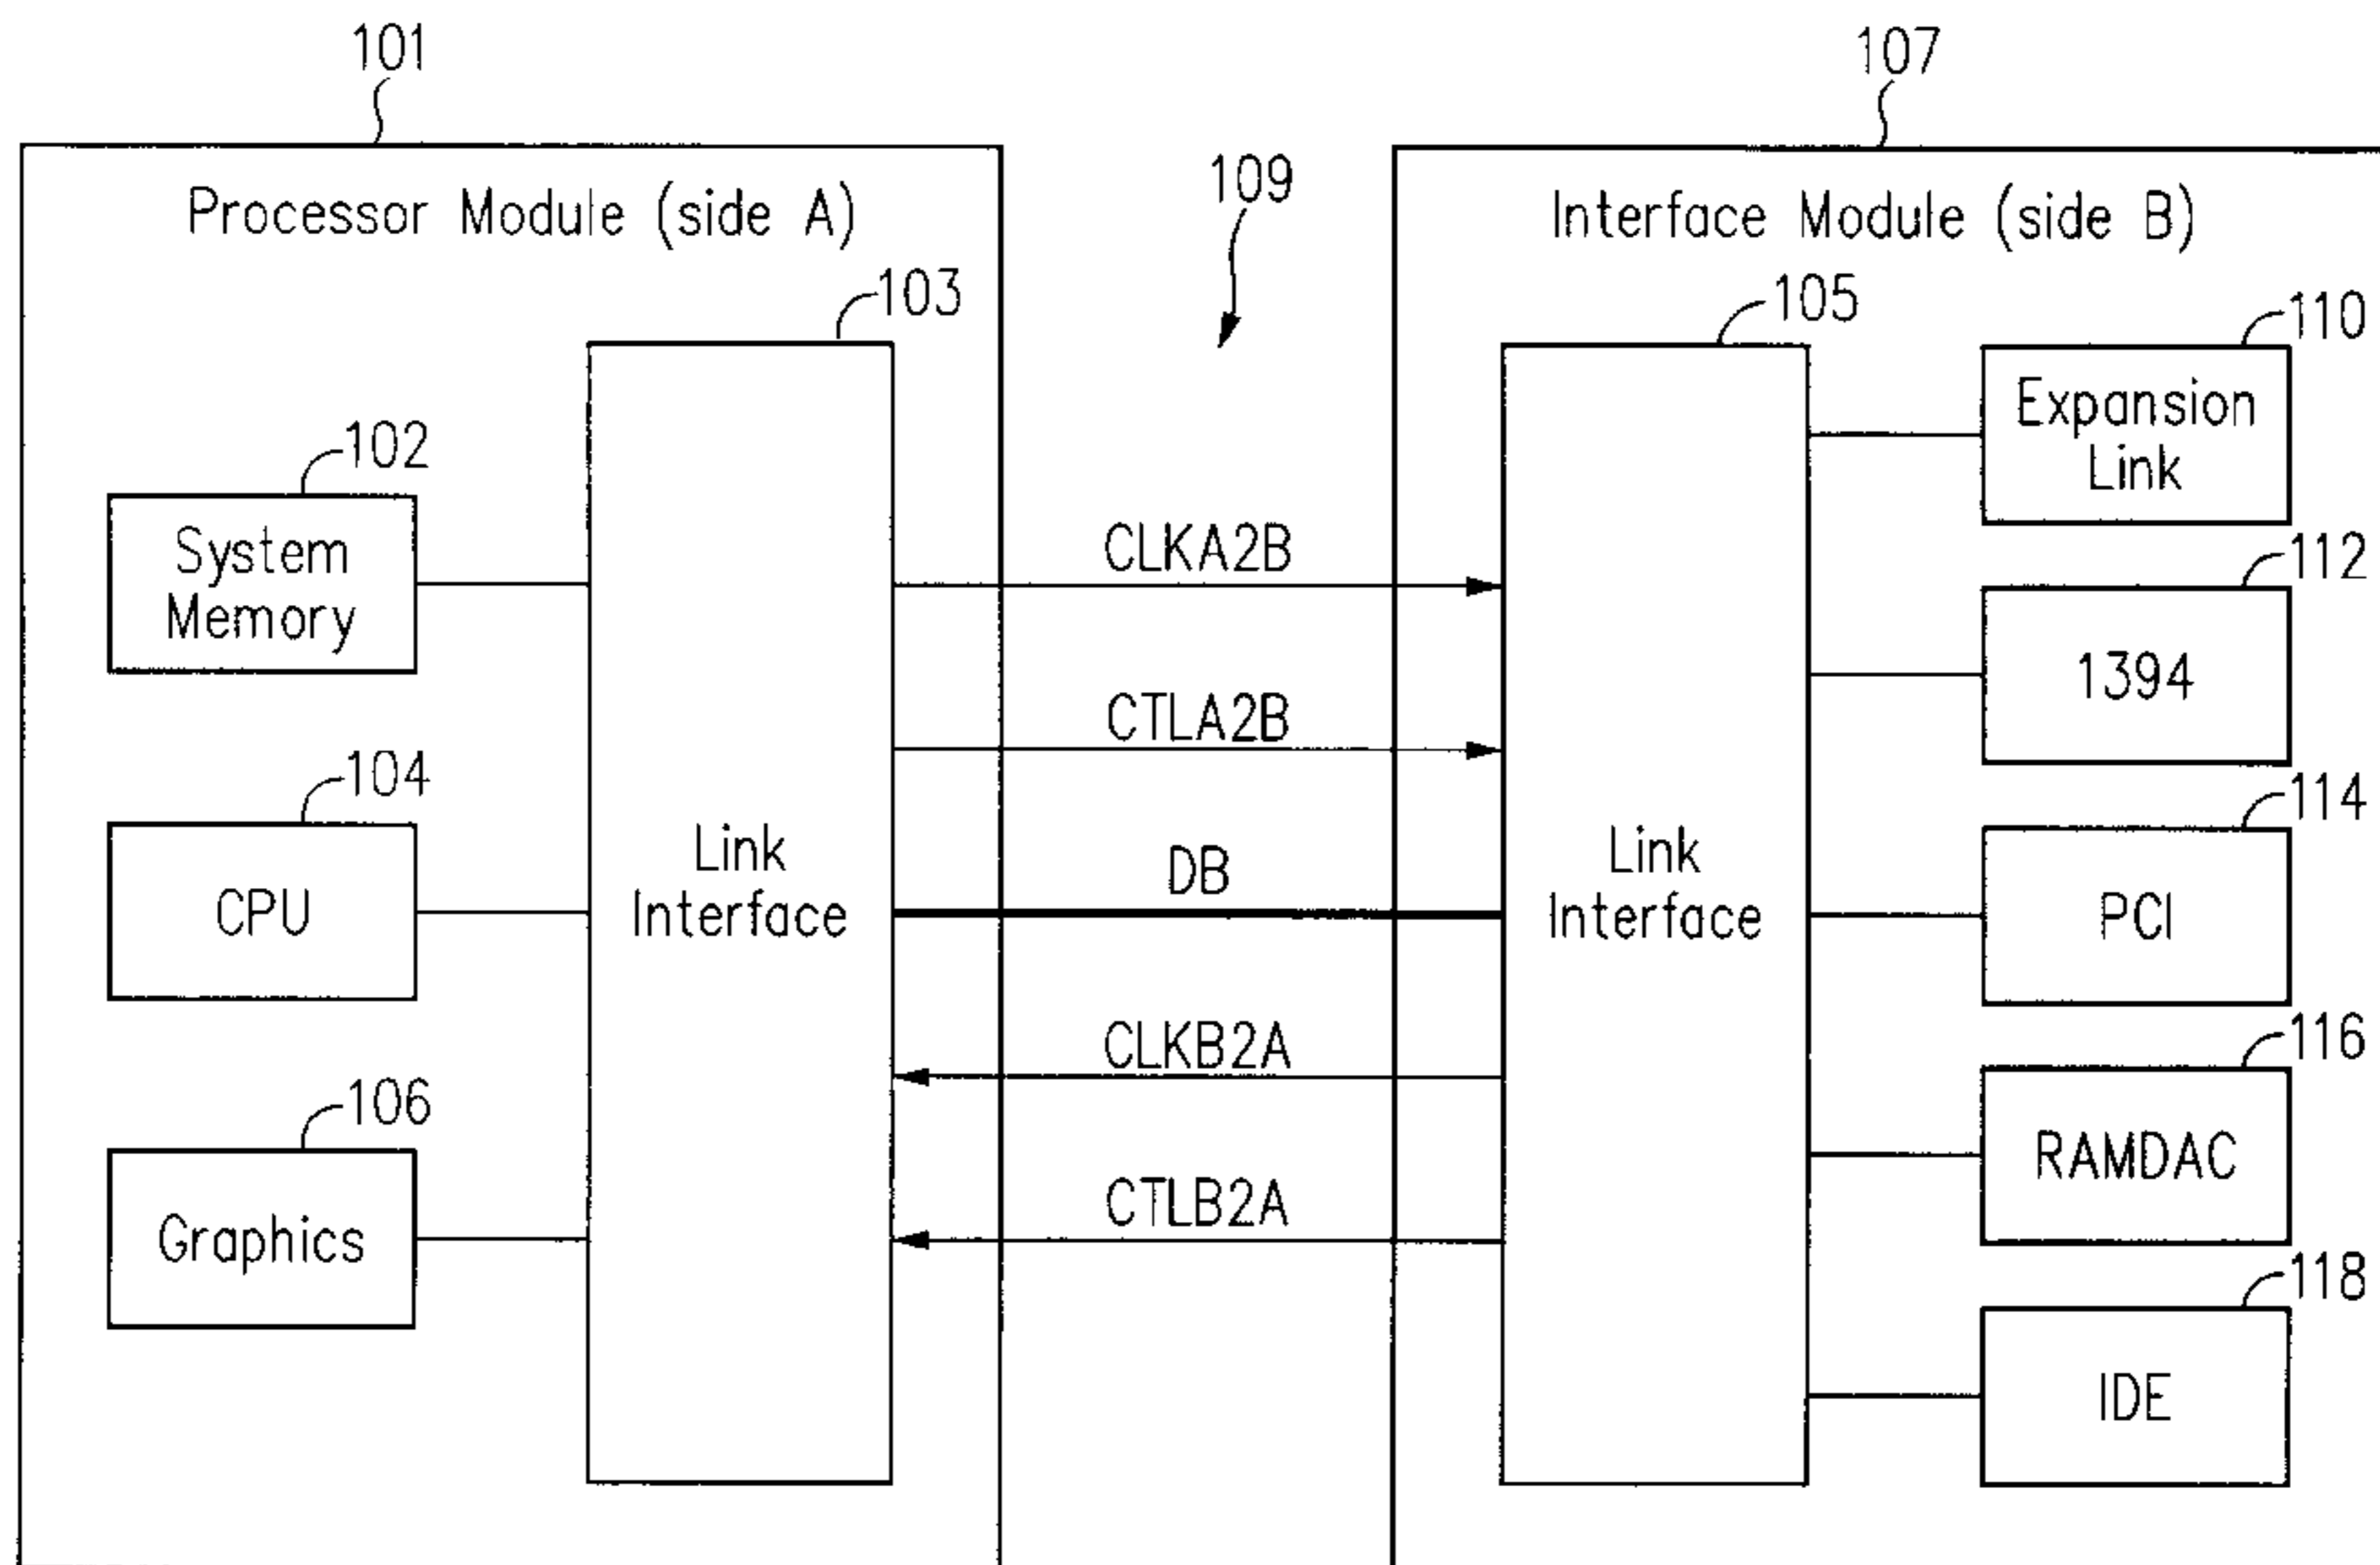 101
107
109
Processor Module (side A)
Interface Module (side B)
103
105
110
Expansion
Link
102
System
Memory
CLKA2B
112
1394
CTLA2B
104
CPU
Link
Interface
DB
Link
Interface
114
PCI
CLKB2A
116
RAMDAC
106
Graphics
CTLB2A
118
IDE